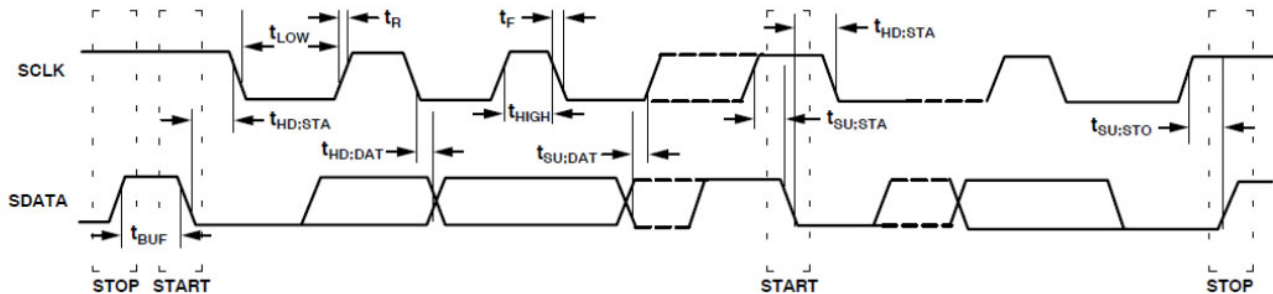 tR
tF
tLOW
tHD;STA
SCLK
tHD;STA
tHIGH
tSU;STA
tSU;STO
tHD;DAT
tSU;DAT
SDATA
tBUF
STOP START START STOP